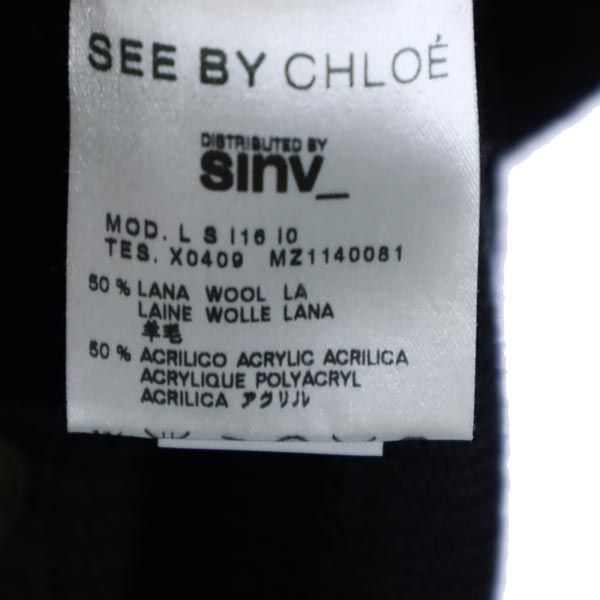 SEE BY CHLOÉ
DISTRIBUTED BY
sinv_
MOD. L S I16 I0
TES. X0409 MZ1140081
50 % LANA WOOL LA
LAINE WOLLE LANA
羊毛
50 % ACRILICO ACRYLIC ACRILICA
ACRYLIQUE POLYACRYL
ACRILICA アクリル